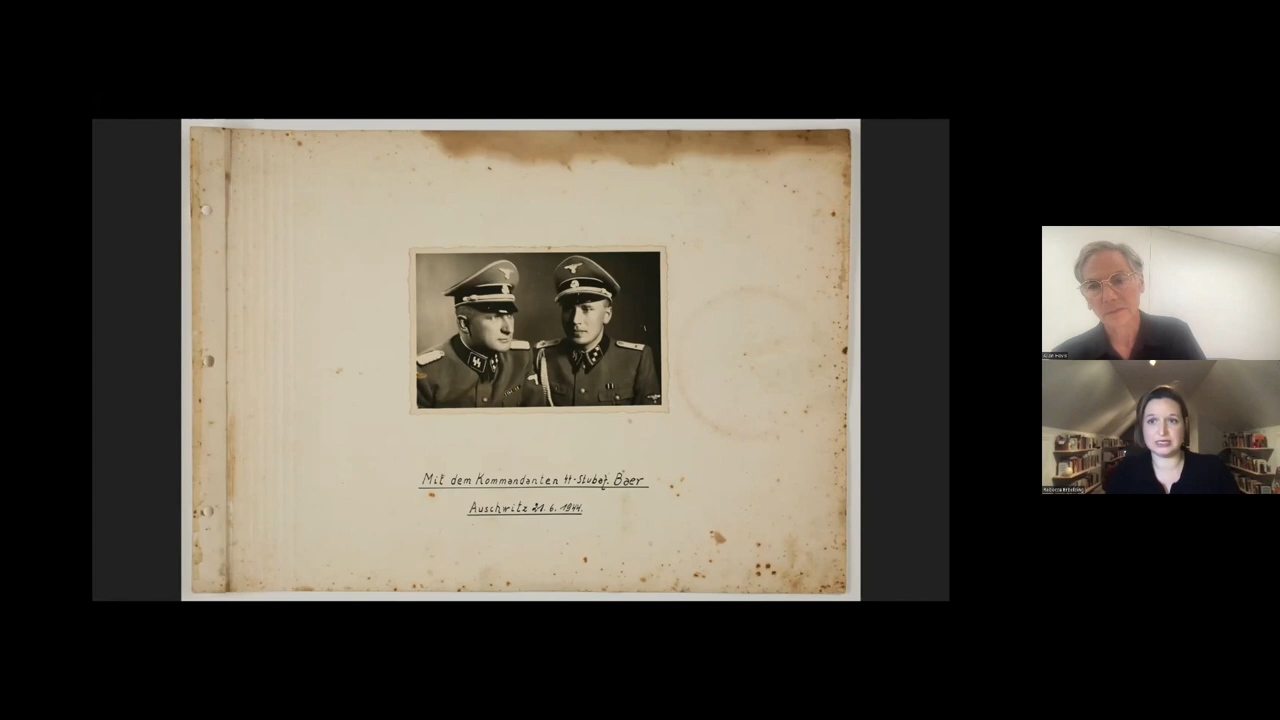 Mit dem Kommandanten SS-Stubaf. Baer
Auschwitz 21. 6. 1944.